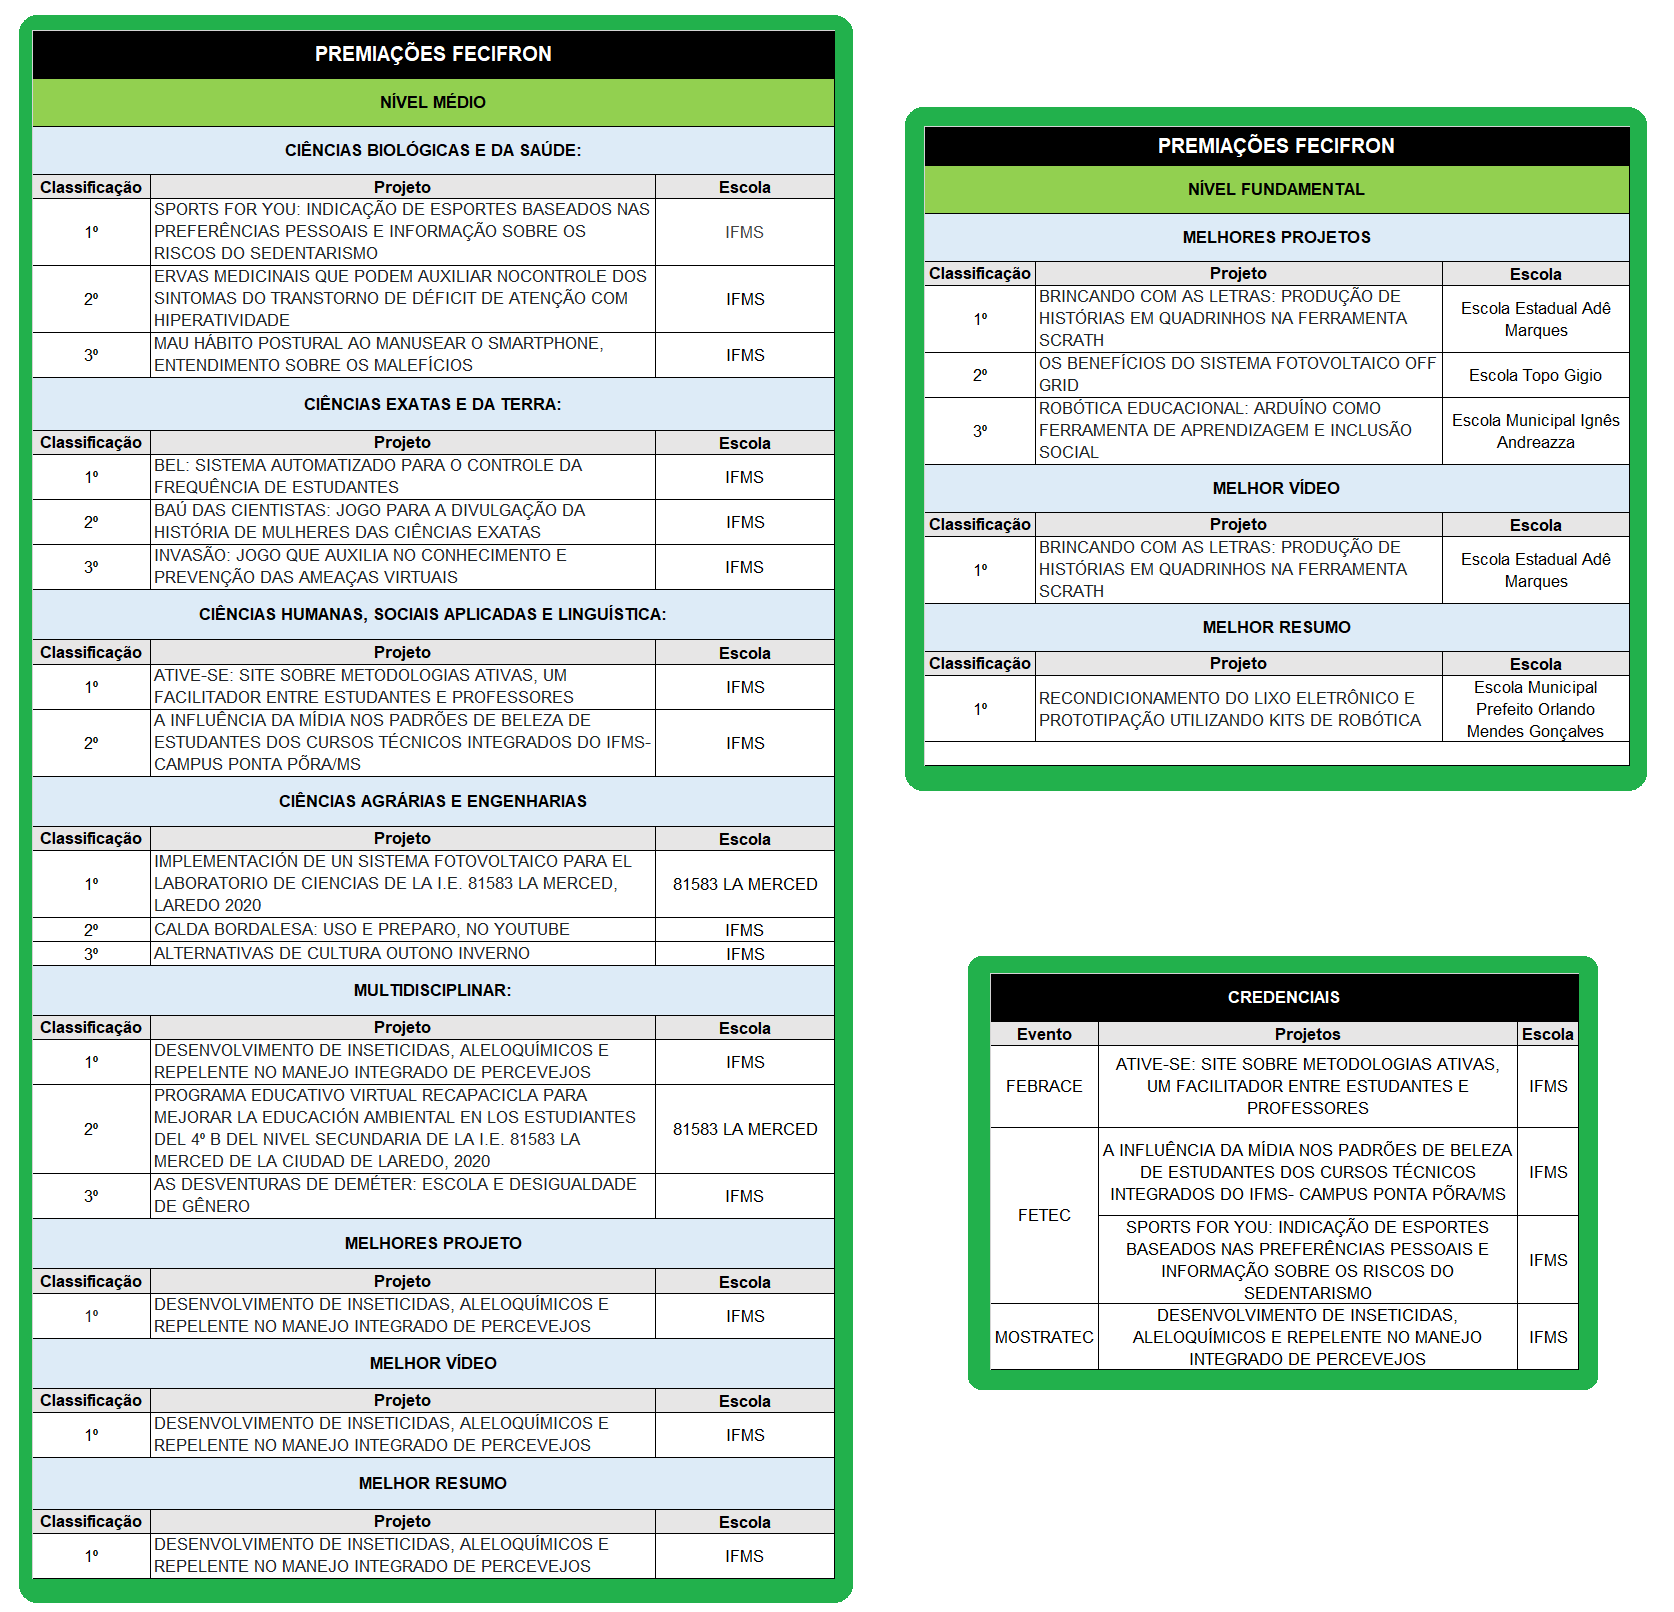 PREMIAÇÕES FECIFRON
NÍVEL MÉDIO
CIÊNCIAS BIOLÓGICAS E DA SAÚDE:
Classificação Projeto Escola
1º SPORTS FOR YOU: INDICAÇÃO DE ESPORTES BASEADOS NAS
PREFERÊNCIAS PESSOAIS E INFORMAÇÃO SOBRE OS
RISCOS DO SEDENTARISMO
IFMS
2º ERVAS MEDICINAIS QUE PODEM AUXILIAR NOCONTROLE DOS
SINTOMAS DO TRANSTORNO DE DÉFICIT DE ATENÇÃO COM
HIPERATIVIDADE
IFMS
3º MAU HÁBITO POSTURAL AO MANUSEAR O SMARTPHONE,
ENTENDIMENTO SOBRE OS MALEFÍCIOS
IFMS
CIÊNCIAS EXATAS E DA TERRA:
Classificação Projeto Escola
1º BEL: SISTEMA AUTOMATIZADO PARA O CONTROLE DA
FREQUÊNCIA DE ESTUDANTES
IFMS
2º BAÚ DAS CIENTISTAS: JOGO PARA A DIVULGAÇÃO DA
HISTÓRIA DE MULHERES DAS CIÊNCIAS EXATAS
IFMS
3º INVASÃO: JOGO QUE AUXILIA NO CONHECIMENTO E
PREVENÇÃO DAS AMEAÇAS VIRTUAIS
IFMS
CIÊNCIAS HUMANAS, SOCIAIS APLICADAS E LINGUÍSTICA:
Classificação Projeto Escola
1º ATIVE-SE: SITE SOBRE METODOLOGIAS ATIVAS, UM
FACILITADOR ENTRE ESTUDANTES E PROFESSORES
IFMS
2º A INFLUÊNCIA DA MÍDIA NOS PADRÕES DE BELEZA DE
ESTUDANTES DOS CURSOS TÉCNICOS INTEGRADOS DO IFMS-
CAMPUS PONTA PÕRA/MS
IFMS
CIÊNCIAS AGRÁRIAS E ENGENHARIAS
Classificação Projeto Escola
1º IMPLEMENTACIÓN DE UN SISTEMA FOTOVOLTAICO PARA EL
LABORATORIO DE CIENCIAS DE LA I.E. 81583 LA MERCED,
LAREDO 2020
81583 LA MERCED
2º CALDA BORDALESA: USO E PREPARO, NO YOUTUBE IFMS
3º ALTERNATIVAS DE CULTURA OUTONO INVERNO IFMS
MULTIDISCIPLINAR:
Classificação Projeto Escola
1º DESENVOLVIMENTO DE INSETICIDAS, ALELOQUÍMICOS E
REPELENTE NO MANEJO INTEGRADO DE PERCEVEJOS
IFMS
2º PROGRAMA EDUCATIVO VIRTUAL RECAPACICLA PARA
MEJORAR LA EDUCACIÓN AMBIENTAL EN LOS ESTUDIANTES
DEL 4º B DEL NIVEL SECUNDARIA DE LA I.E. 81583 LA
MERCED DE LA CIUDAD DE LAREDO, 2020
81583 LA MERCED
3º AS DESVENTURAS DE DEMÉTER: ESCOLA E DESIGUALDADE
DE GÊNERO
IFMS
MELHORES PROJETO
Classificação Projeto Escola
1º DESENVOLVIMENTO DE INSETICIDAS, ALELOQUÍMICOS E
REPELENTE NO MANEJO INTEGRADO DE PERCEVEJOS
IFMS
MELHOR VÍDEO
Classificação Projeto Escola
1º DESENVOLVIMENTO DE INSETICIDAS, ALELOQUÍMICOS E
REPELENTE NO MANEJO INTEGRADO DE PERCEVEJOS
IFMS
MELHOR RESUMO
Classificação Projeto Escola
1º DESENVOLVIMENTO DE INSETICIDAS, ALELOQUÍMICOS E
REPELENTE NO MANEJO INTEGRADO DE PERCEVEJOS
IFMS
PREMIAÇÕES FECIFRON
NÍVEL FUNDAMENTAL
MELHORES PROJETOS
Classificação Projeto Escola
1º BRINCANDO COM AS LETRAS: PRODUÇÃO DE
HISTÓRIAS EM QUADRINHOS NA FERRAMENTA
SCRATH
Escola Estadual Adê
Marques
2º OS BENEFÍCIOS DO SISTEMA FOTOVOLTAICO OFF
GRID
Escola Topo Gigio
3º ROBÓTICA EDUCACIONAL: ARDUÍNO COMO
FERRAMENTA DE APRENDIZAGEM E INCLUSÃO
SOCIAL
Escola Municipal Ignês
Andreazza
MELHOR VÍDEO
Classificação Projeto Escola
1º BRINCANDO COM AS LETRAS: PRODUÇÃO DE
HISTÓRIAS EM QUADRINHOS NA FERRAMENTA
SCRATH
Escola Estadual Adê
Marques
MELHOR RESUMO
Classificação Projeto Escola
1º RECONDICIONAMENTO DO LIXO ELETRÔNICO E
PROTOTIPAÇÃO UTILIZANDO KITS DE ROBÓTICA
Escola Municipal
Prefeito Orlando
Mendes Gonçalves
CREDENCIAIS
Evento Projetos Escola
FEBRACE ATIVE-SE: SITE SOBRE METODOLOGIAS ATIVAS,
UM FACILITADOR ENTRE ESTUDANTES E
PROFESSORES
IFMS
FETEC A INFLUÊNCIA DA MÍDIA NOS PADRÕES DE BELEZA
DE ESTUDANTES DOS CURSOS TÉCNICOS
INTEGRADOS DO IFMS- CAMPUS PONTA PÕRA/MS
IFMS
SPORTS FOR YOU: INDICAÇÃO DE ESPORTES
BASEADOS NAS PREFERÊNCIAS PESSOAIS E
INFORMAÇÃO SOBRE OS RISCOS DO
SEDENTARISMO
IFMS
MOSTRATEC DESENVOLVIMENTO DE INSETICIDAS,
ALELOQUÍMICOS E REPELENTE NO MANEJO
INTEGRADO DE PERCEVEJOS
IFMS